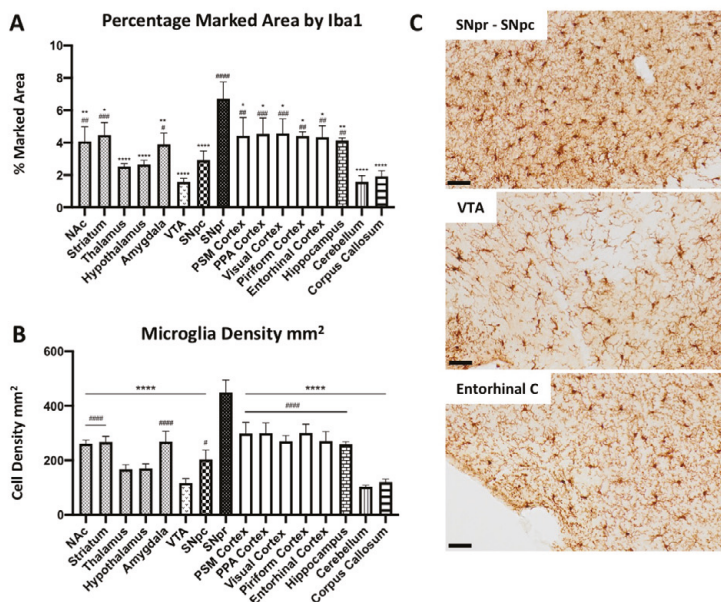 A
Percentage Marked Area by Iba1
% Marked Area
10
8
6
4
2
0
**
##
*
###
****
****
**
#
****
****
####
*
##
*
###
*
###
*
##
*
##
**
##
****
****
NAc
Striatum
Thalamus
Hypothalamus
Amygdala
VTA
SNpc
SNpr
PSM Cortex
PPA Cortex
Visual Cortex
Piriform Cortex
Entorhinal Cortex
Hippocampus
Cerebellum
Corpus Callosum
B
Microglia Density mm²
Cell Density mm²
600
400
200
0
****
####
####
#
****
####
NAc
Striatum
Thalamus
Hypothalamus
Amygdala
VTA
SNpc
SNpr
PSM Cortex
PPA Cortex
Visual Cortex
Piriform Cortex
Entorhinal Cortex
Hippocampus
Cerebellum
Corpus Callosum
C
SNpr - SNpc
VTA
Entorhinal C